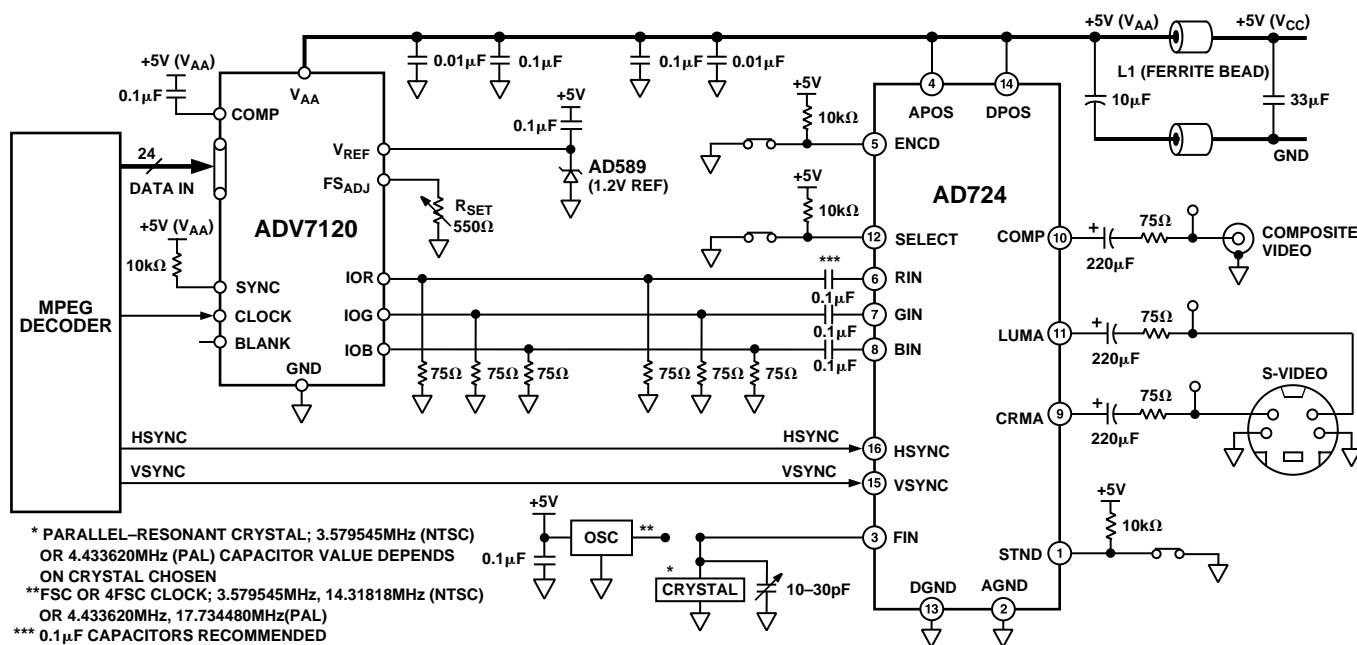 +5V (VAA)
+5V (VCC)
+5V (VAA)
0.1µF
VAA
COMP
0.01µF
0.1µF
0.1µF
0.01µF
4
APOS
14
DPOS
L1 (FERRITE BEAD)
10µF
33µF
GND
+5V
0.1µF
+5V
10kΩ
5
ENCD
24
DATA IN
VREF
FSADJ
AD589
(1.2V REF)
RSET
550Ω
ADV7120
AD724
+5V
10kΩ
12
SELECT
COMP
10
220µF
75Ω
COMPOSITE
VIDEO
+5V (VAA)
10kΩ
MPEG
DECODER
SYNC
CLOCK
BLANK
GND
IOR
IOG
IOB
***
0.1µF
0.1µF
0.1µF
6
RIN
7
GIN
8
BIN
75Ω
75Ω
75Ω
75Ω
75Ω
75Ω
LUMA
11
+
220µF
75Ω
S-VIDEO
CRMA
9
+
220µF
75Ω
+
HSYNC
HSYNC
16
HSYNC
VSYNC
VSYNC
15
VSYNC
+5V
0.1µF
OSC
**
3
FIN
*
CRYSTAL
10–30pF
+5V
10kΩ
STND
1
DGND
13
AGND
2
* PARALLEL–RESONANT CRYSTAL; 3.579545MHz (NTSC)
OR 4.433620MHz (PAL) CAPACITOR VALUE DEPENDS
ON CRYSTAL CHOSEN
**FSC OR 4FSC CLOCK; 3.579545MHz, 14.31818MHz (NTSC)
OR 4.433620MHz, 17.734480MHz(PAL)
*** 0.1µF CAPACITORS RECOMMENDED